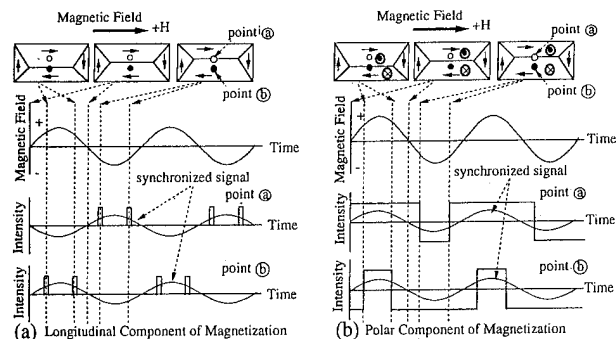 Magnetic Field
+H
point ⓐ
point ⓑ
Magnetic Field
+
-
Time
synchronized signal
point ⓐ
Intensity
Time
point ⓑ
Intensity
Time
(a) Longitudinal Component of Magnetization
Magnetic Field
+H
point ⓐ
point ⓑ
Magnetic Field
+
-
Time
synchronized signal
point ⓐ
Intensity
Time
point ⓑ
Intensity
Time
(b) Polar Component of Magnetization